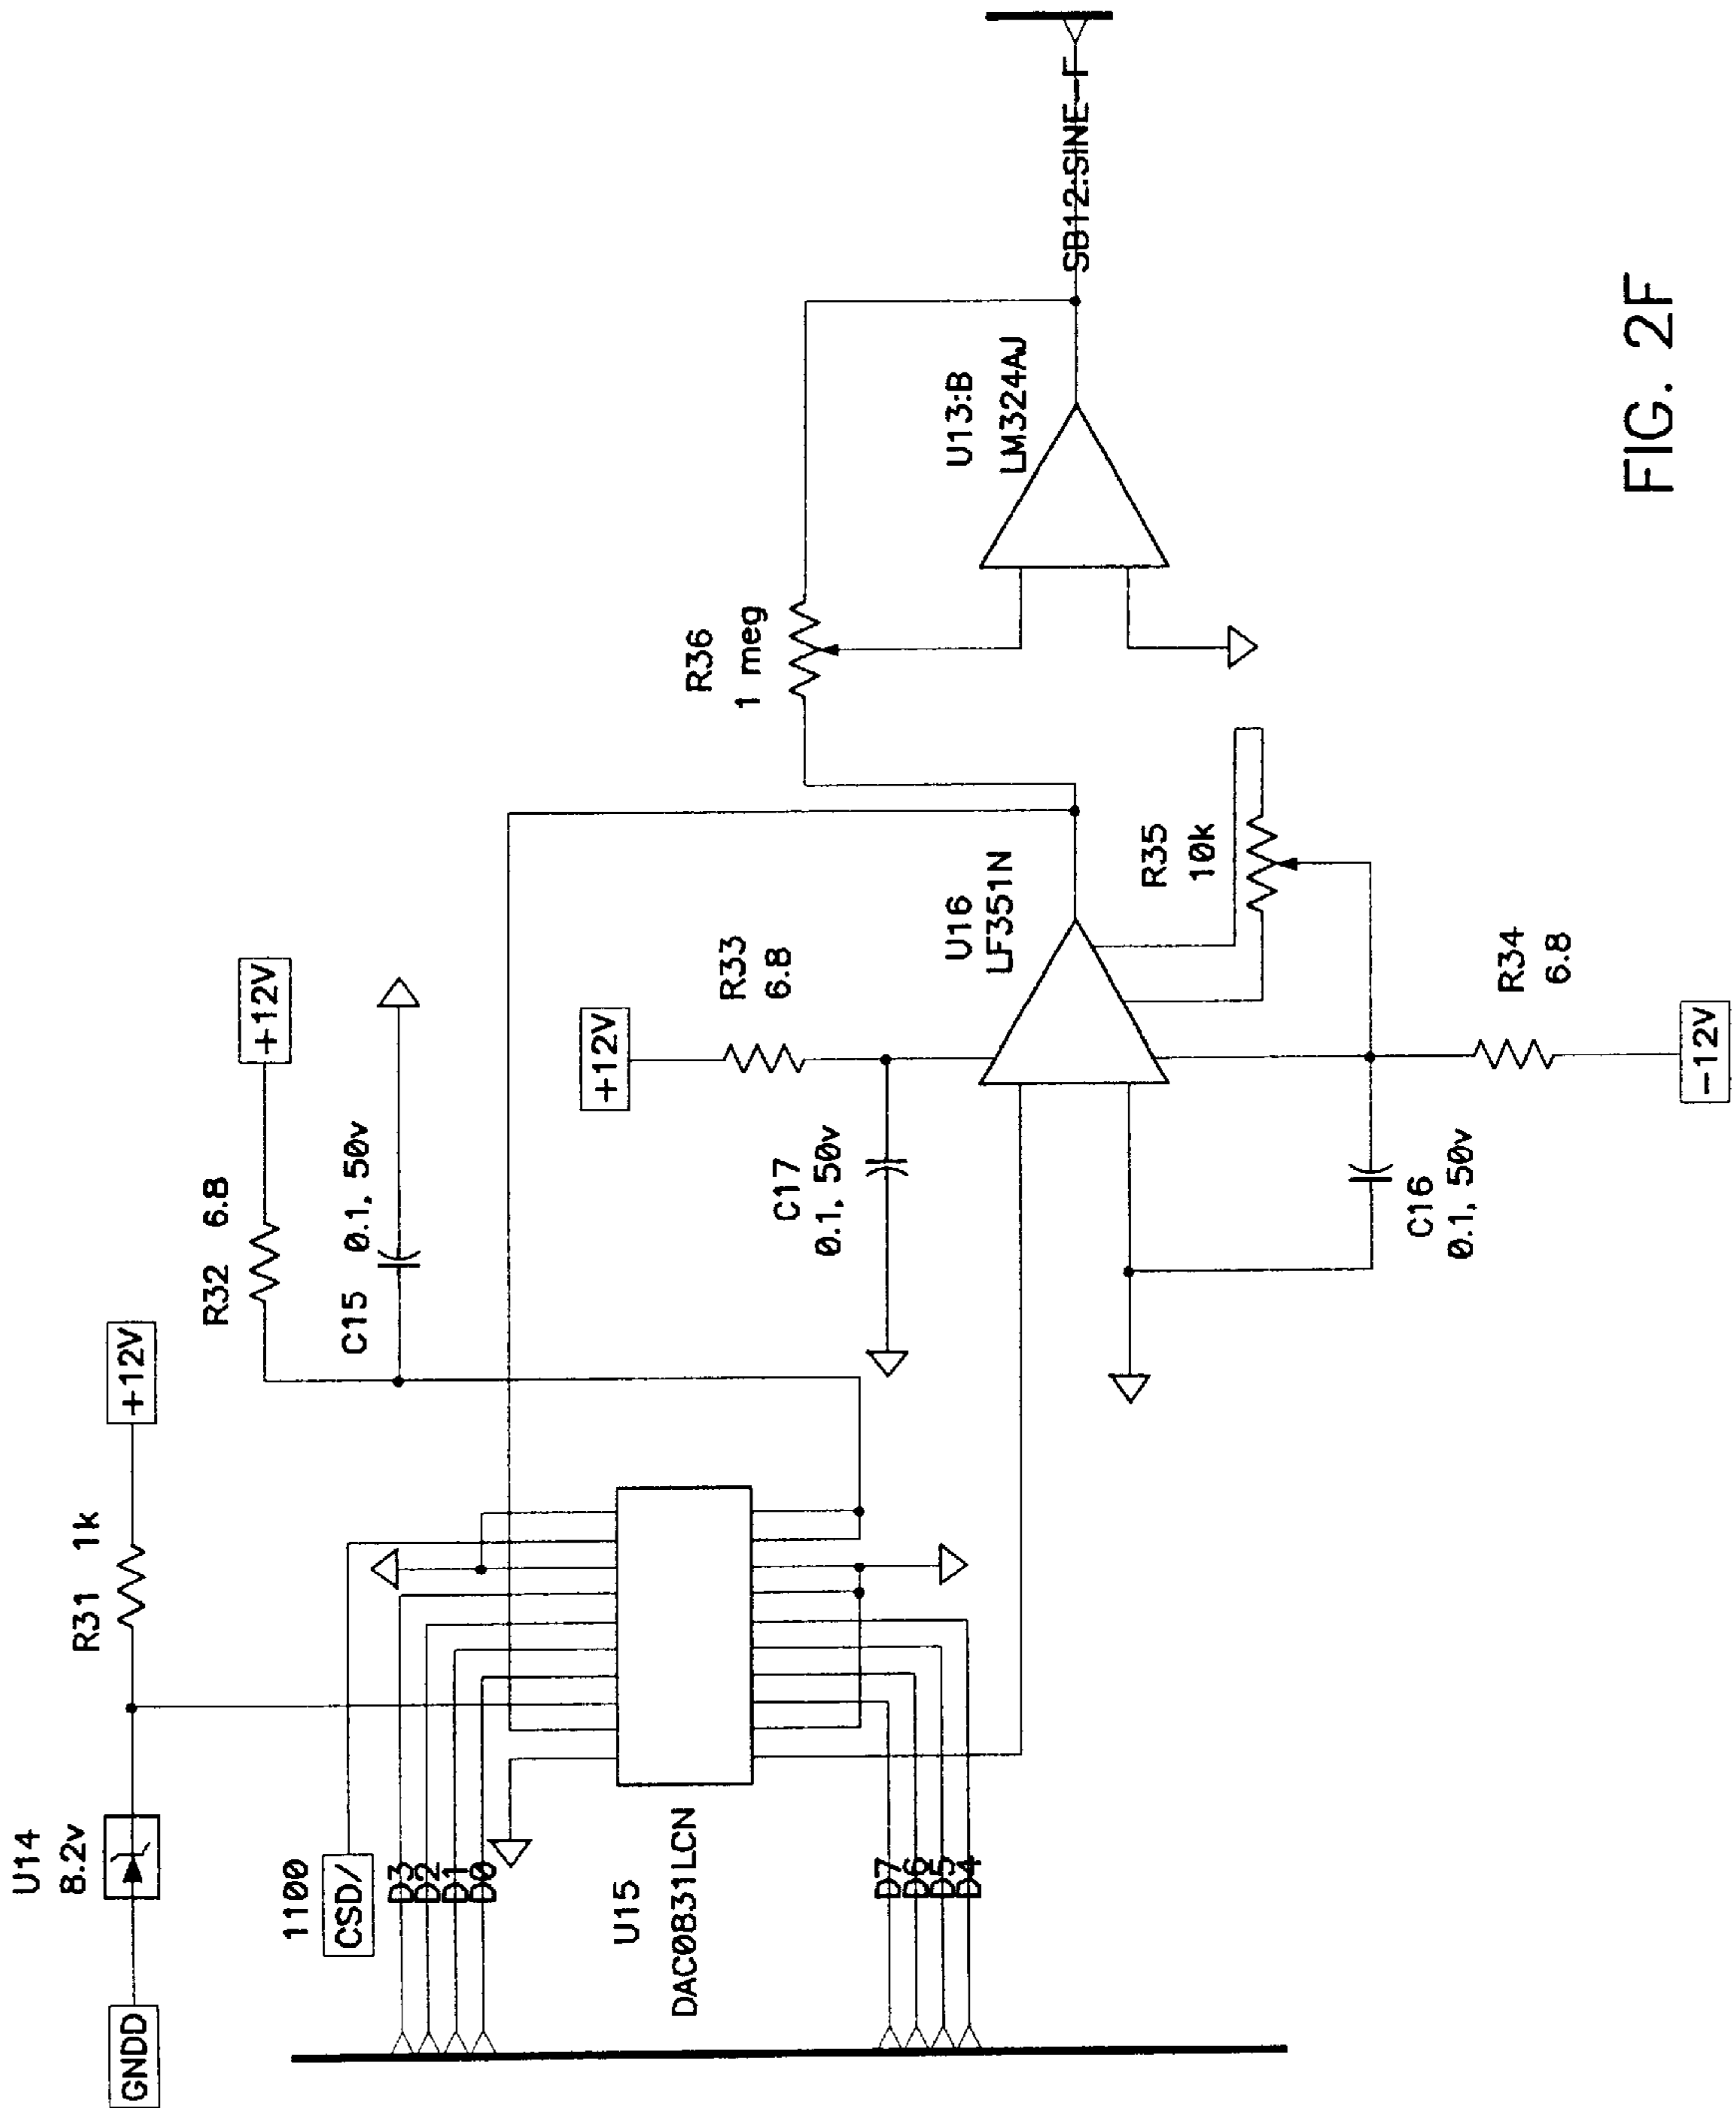 U14
8.2v
GNDD
R31 1k
+12V
R32 6.8
+12V
C15 0.1, 50v
1100
CSD/
D3
D2
D1
D0
U15
DAC0831LCN
D7
D6
D5
D4
+12V
R33
6.8
C17
0.1, 50v
U16
LF351N
R35
10k
C16
0.1, 50v
R34
6.8
-12V
R36
1 meg
U13:B
LM324AJ
SB12:SINE-F
FIG. 2F